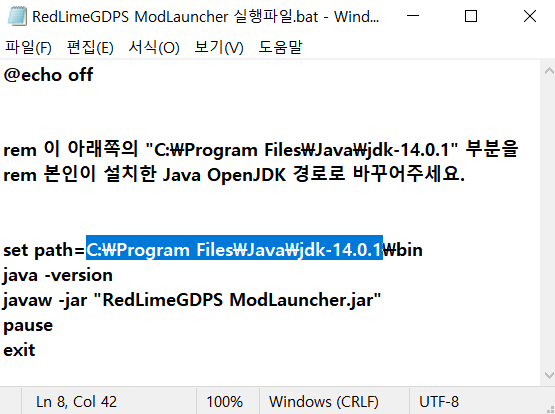 RedLimeGDPS ModLauncher 실행파일.bat - Wind...
파일(F) 편집(E) 서식(O) 보기(V) 도움말
@echo off
rem 이 아래쪽의 "C:₩Program Files₩Java₩jdk-14.0.1" 부분을
rem 본인이 설치한 Java OpenJDK 경로로 바꾸어주세요.
set path=C:₩Program Files₩Java₩jdk-14.0.1₩bin
java -version
javaw -jar "RedLimeGDPS ModLauncher.jar"
pause
exit
Ln 8, Col 42 100% Windows (CRLF) UTF-8